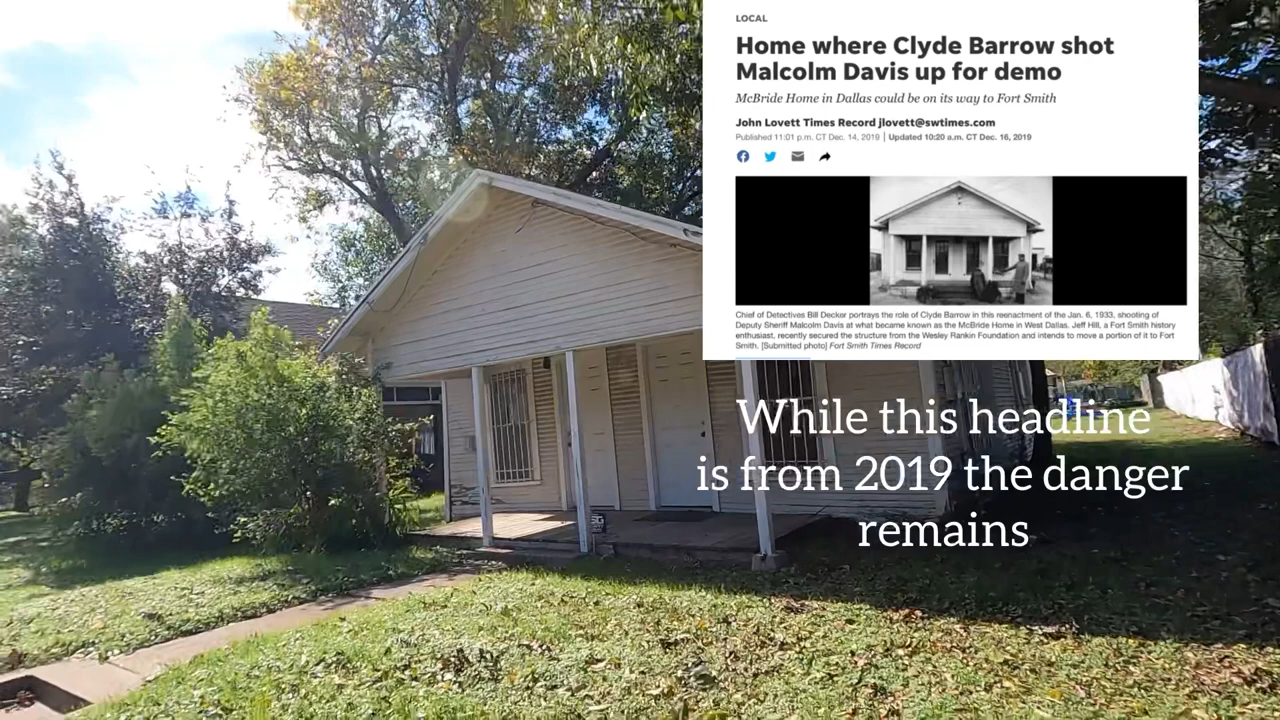 LOCAL
Home where Clyde Barrow shot
Malcolm Davis up for demo
McBride Home in Dallas could be on its way to Fort Smith
John Lovett Times Record jlovett@swtimes.com
Published 11:01 p.m. CT Dec. 14, 2019 | Updated 10:20 a.m. CT Dec. 16, 2019
Chief of Detectives Bill Decker portrays the role of Clyde Barrow in this reenactment of the Jan. 6, 1933, shooting of
Deputy Sheriff Malcolm Davis at what became known as the McBride Home in West Dallas. Jeff Hill, a Fort Smith history
enthusiast, recently secured the structure from the Wesley Rankin Foundation and intends to move a portion of it to Fort
Smith. [Submitted photo] Fort Smith Times Record
While this headline
is from 2019 the danger
remains